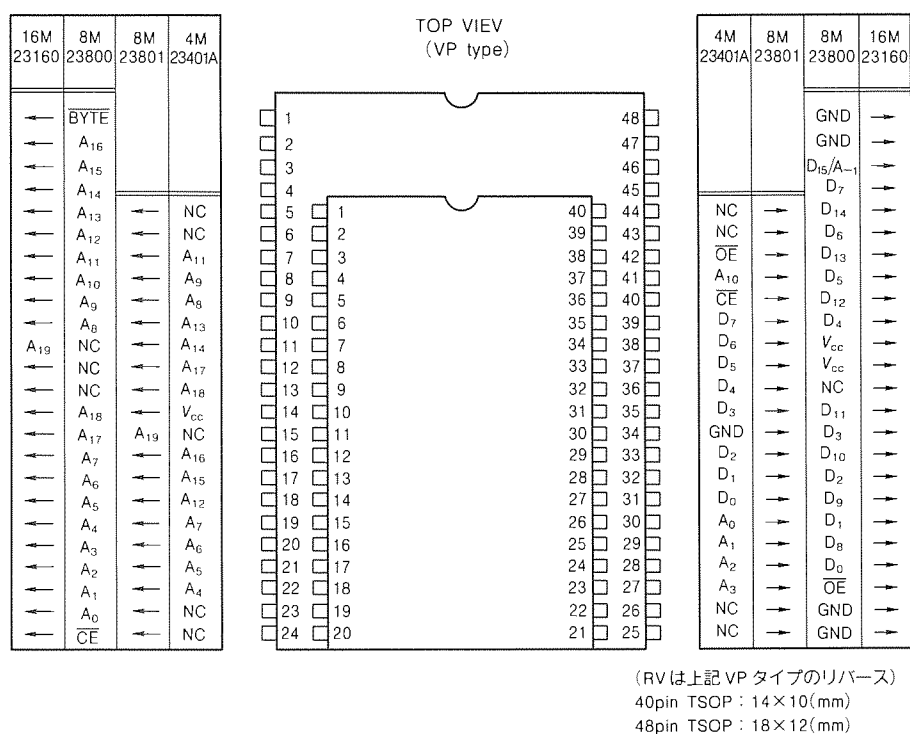 TOP VIEV
(VP type)
16M 8M 8M 4M 4M 8M 8M 16M
23160 23800 23801 23401A 23401A 23801 23800 23160
← B̅Y̅T̅E̅ 1 48 GND →
← A₁₆ 2 47 GND →
← A₁₅ 3 46 D₁₅/A₋₁ →
← A₁₄ 4 45 D₇ →
← A₁₃ ← NC 5 1 40 44 NC → D₁₄ →
← A₁₂ ← NC 6 2 39 43 NC → D₆ →
← A₁₁ ← A₁₁ 7 3 38 42 O̅E̅ → D₁₃ →
← A₁₀ ← A₉ 8 4 37 41 A₁₀ → D₅ →
← A₉ ← A₈ 9 5 36 40 C̅E̅ → D₁₂ →
← A₈ ← A₁₃ 10 6 35 39 D₇ → D₄ →
A₁₉ NC ← A₁₄ 11 7 34 38 D₆ → Vcc →
← NC ← A₁₇ 12 8 33 37 D₅ → Vcc →
← NC ← A₁₈ 13 9 32 36 D₄ → NC →
← A₁₈ ← Vcc 14 10 31 35 D₃ → D₁₁ →
← A₁₇ A₁₉ NC 15 11 30 34 GND → D₃ →
← A₇ ← A₁₆ 16 12 29 33 D₂ → D₁₀ →
← A₆ ← A₁₅ 17 13 28 32 D₁ → D₂ →
← A₅ ← A₁₂ 18 14 27 31 D₀ → D₉ →
← A₄ ← A₇ 19 15 26 30 A₀ → D₁ →
← A₃ ← A₆ 20 16 25 29 A₁ → D₈ →
← A₂ ← A₅ 21 17 24 28 A₂ → D₀ →
← A₁ ← A₄ 22 18 23 27 A₃ → O̅E̅ →
← A₀ ← NC 23 19 22 26 NC → GND →
← C̅E̅ ← NC 24 20 21 25 NC → GND →
(RVは上記VPタイプのリバース)
40pin TSOP:14×10(mm)
48pin TSOP:18×12(mm)